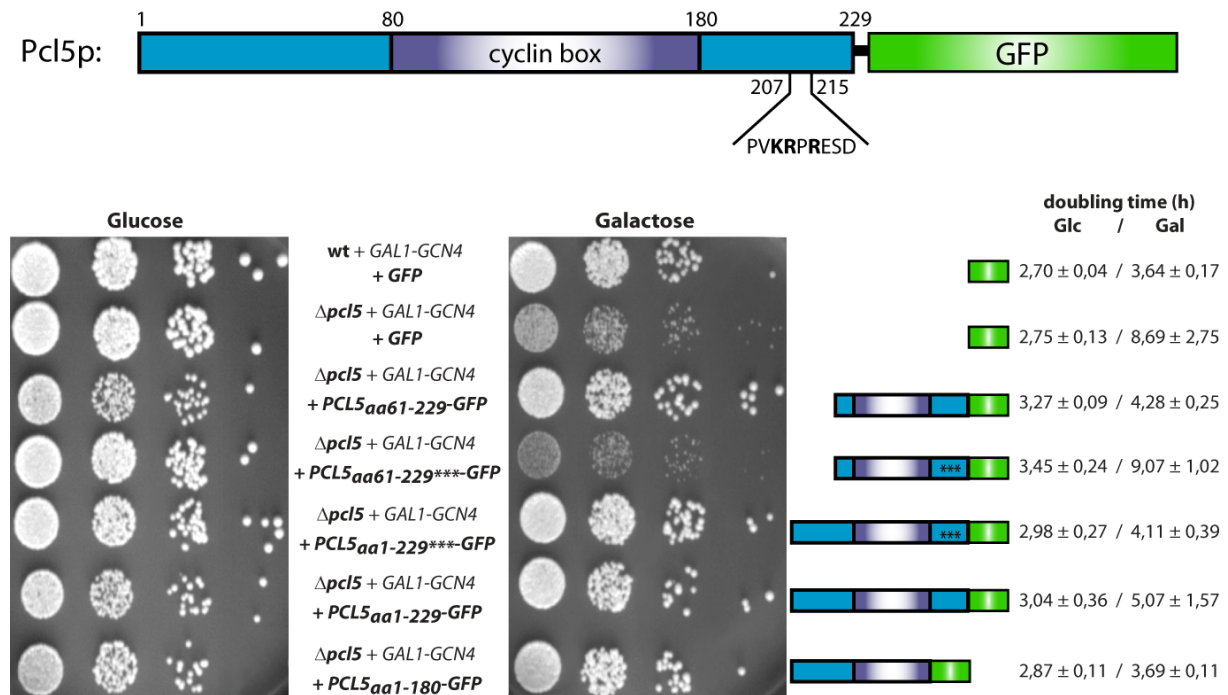 1 80 180 229
Pcl5p: cyclin box GFP
207 215
PVKRPRESD
Glucose Galactose doubling time (h)
Glc / Gal
wt + GAL1-GCN4
+ GFP 2,70 ± 0,04 / 3,64 ± 0,17
Δpcl5 + GAL1-GCN4
+ GFP 2,75 ± 0,13 / 8,69 ± 2,75
Δpcl5 + GAL1-GCN4
+ PCL5aa61-229-GFP 3,27 ± 0,09 / 4,28 ± 0,25
Δpcl5 + GAL1-GCN4
+ PCL5aa61-229***-GFP *** 3,45 ± 0,24 / 9,07 ± 1,02
Δpcl5 + GAL1-GCN4
+ PCL5aa1-229***-GFP *** 2,98 ± 0,27 / 4,11 ± 0,39
Δpcl5 + GAL1-GCN4
+ PCL5aa1-229-GFP 3,04 ± 0,36 / 5,07 ± 1,57
Δpcl5 + GAL1-GCN4
+ PCL5aa1-180-GFP 2,87 ± 0,11 / 3,69 ± 0,11